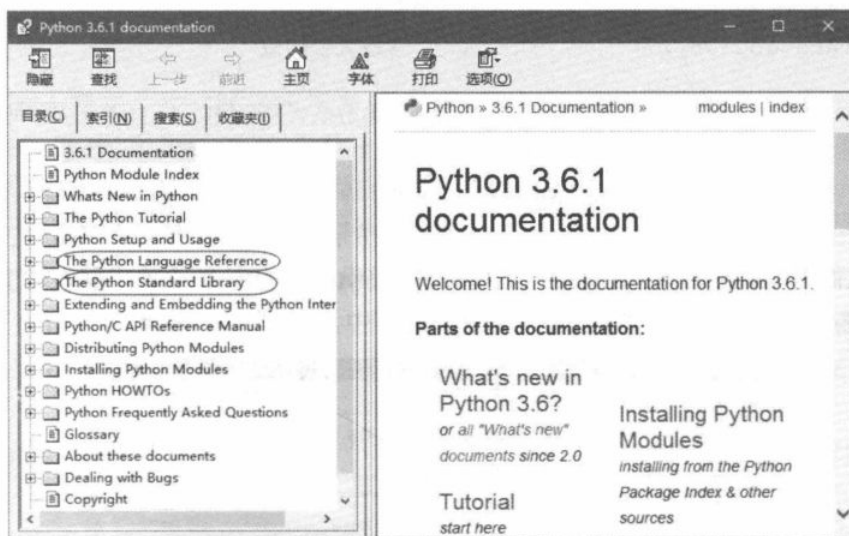 Python 3.6.1 documentation
隐藏 查找 上一步 前进 主页 字体 打印 选项(O)
目录(C) 索引(N) 搜索(S) 收藏夹(I)
3.6.1 Documentation
Python Module Index
Whats New in Python
The Python Tutorial
Python Setup and Usage
The Python Language Reference
The Python Standard Library
Extending and Embedding the Python Inter
Python/C API Reference Manual
Distributing Python Modules
Installing Python Modules
Python HOWTOs
Python Frequently Asked Questions
Glossary
About these documents
Dealing with Bugs
Copyright
Python » 3.6.1 Documentation » modules | index
Python 3.6.1
documentation
Welcome! This is the documentation for Python 3.6.1.
Parts of the documentation:
What's new in
Python 3.6?
or all "What's new"
documents since 2.0
Tutorial
start here
Installing Python
Modules
installing from the Python
Package Index & other
sources